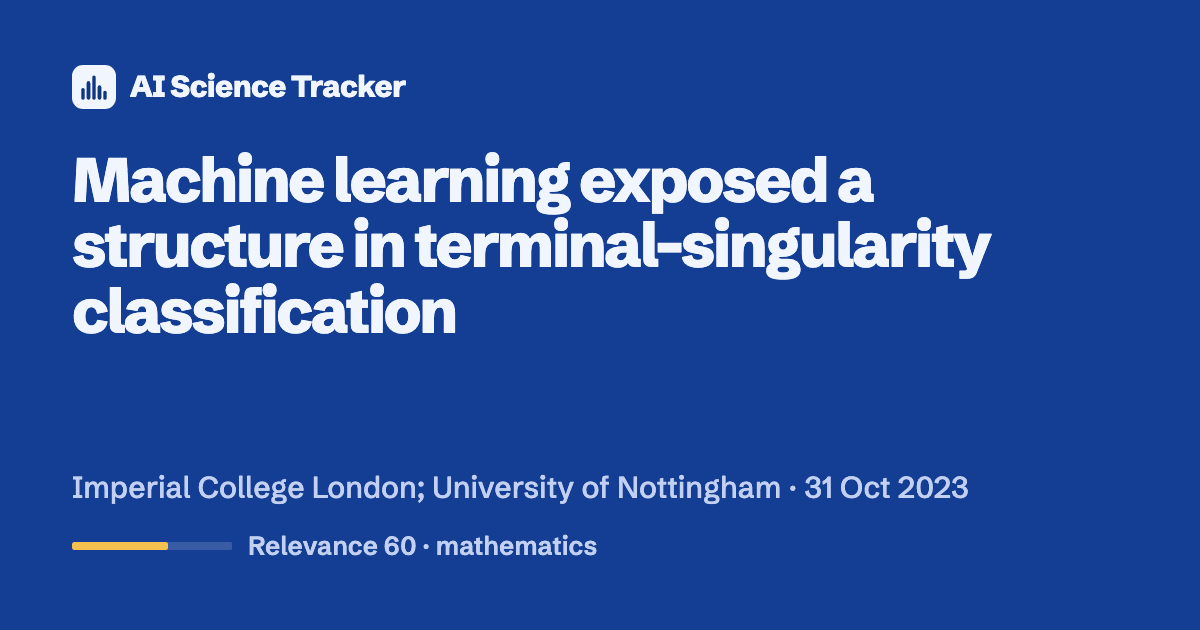 AI Science Tracker
Machine learning exposed a
structure in terminal-singularity
classification
Imperial College London; University of Nottingham · 31 Oct 2023
Relevance 60 · mathematics